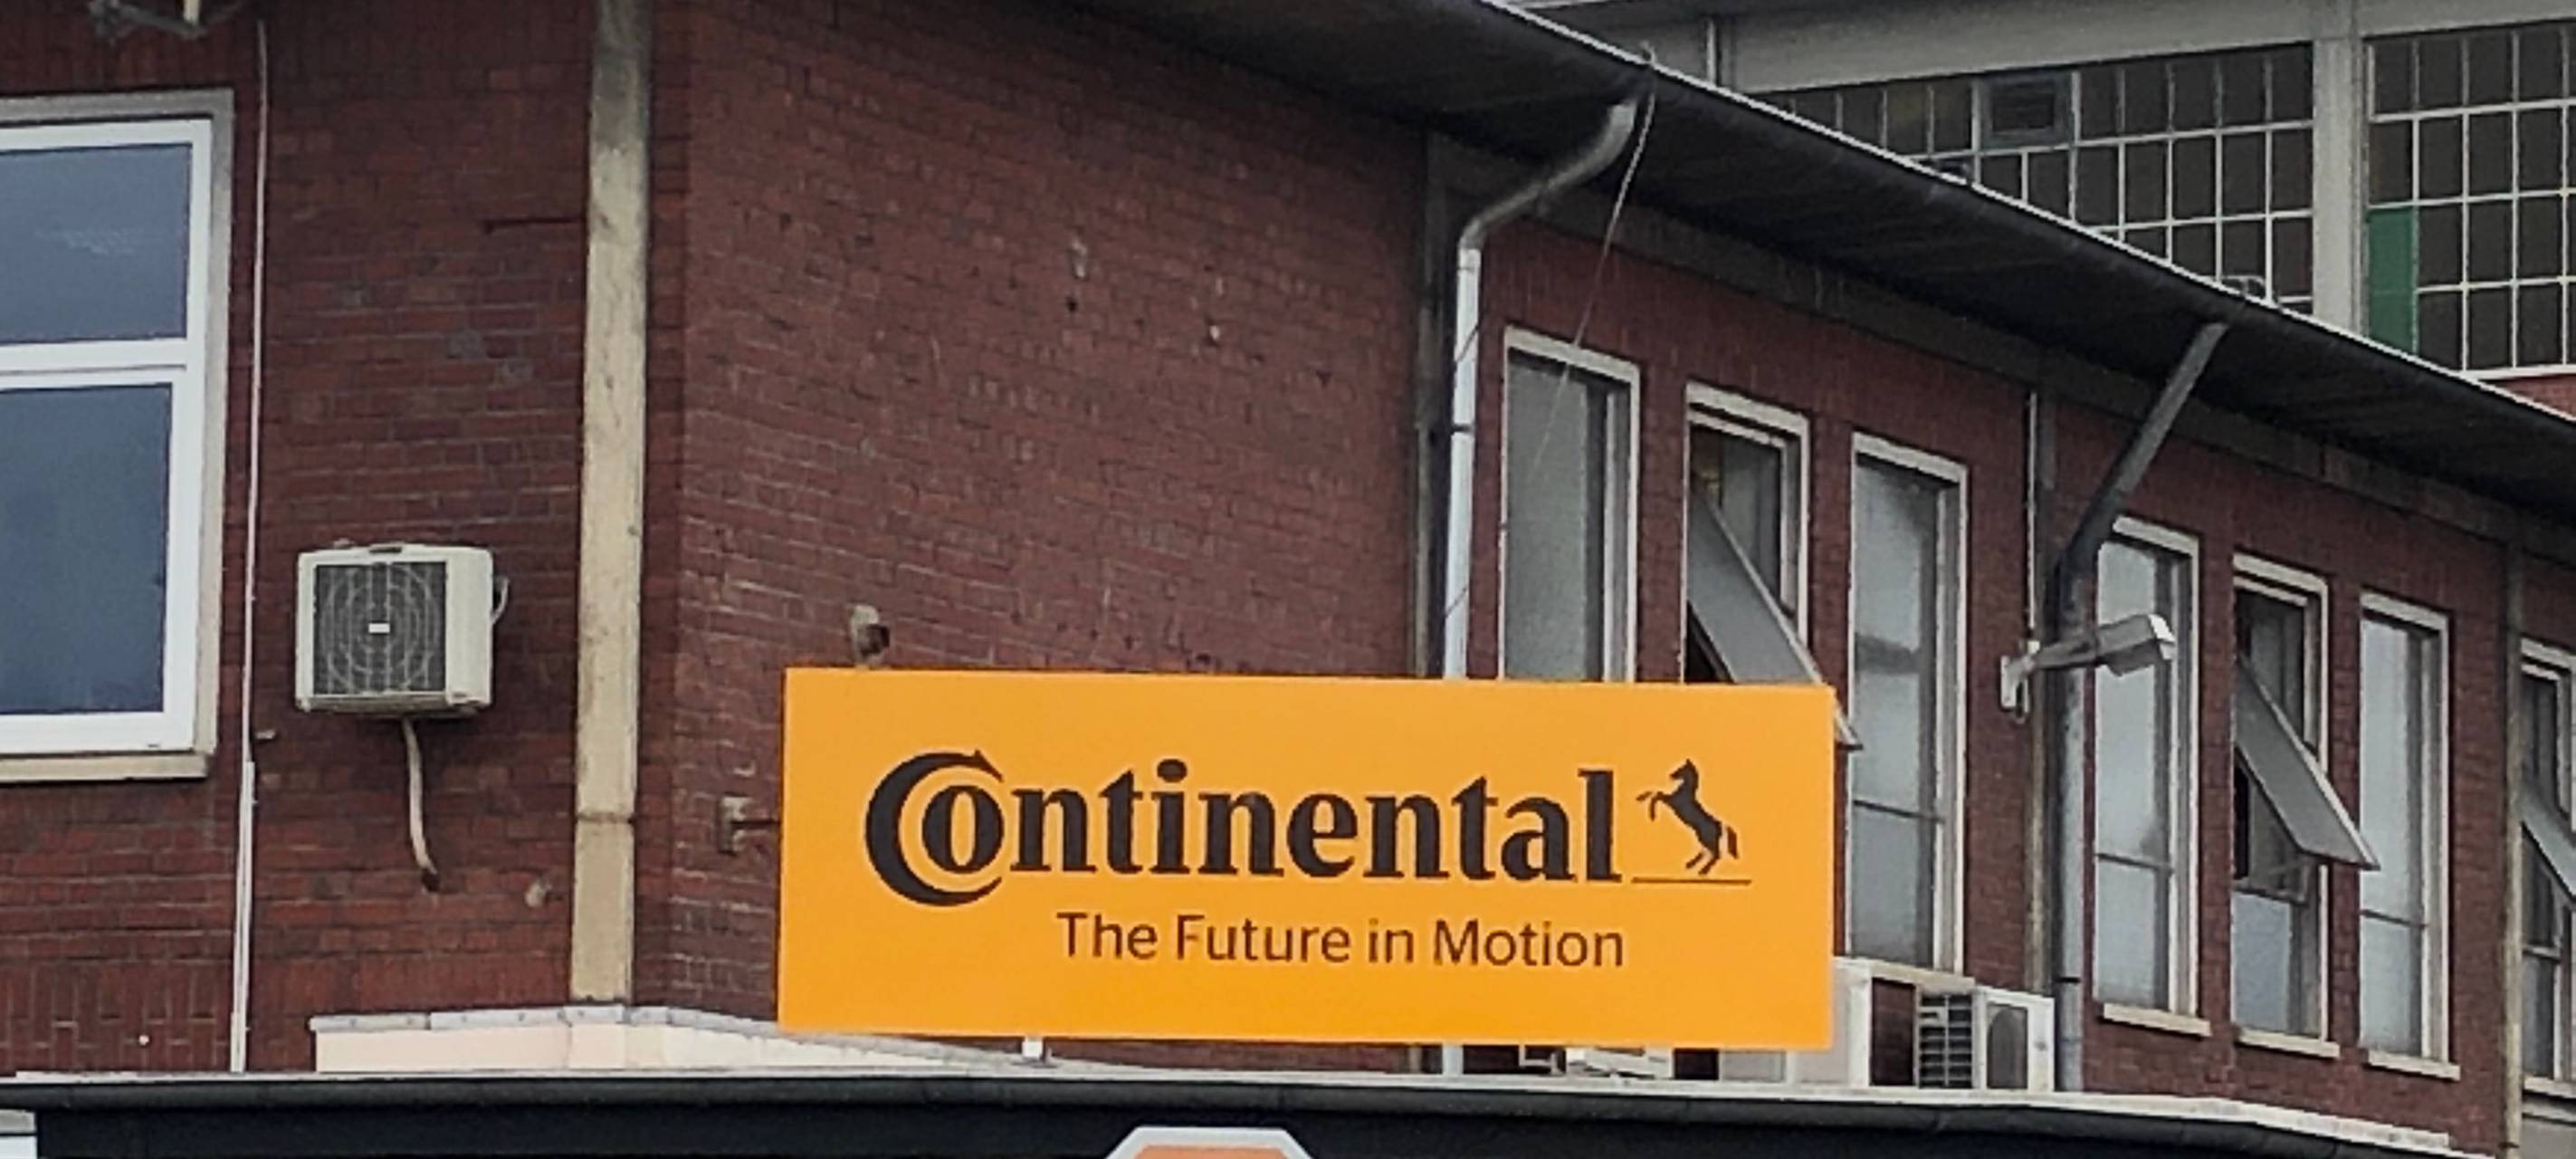 Continental
The Future in Motion